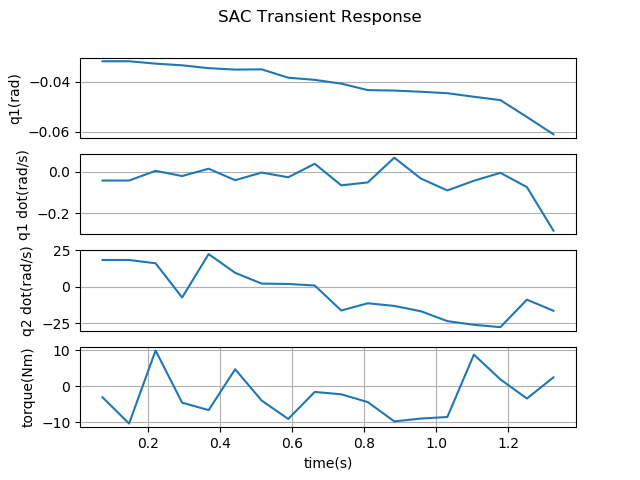 SAC Transient Response
q1(rad)
−0.04
−0.06
q1 dot(rad/s)
0.0
−0.2
q2 dot(rad/s)
25
0
−25
torque(Nm)
10
0
−10
0.2 0.4 0.6 0.8 1.0 1.2
time(s)